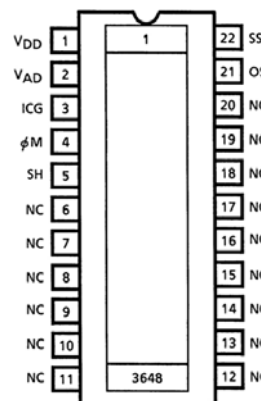 V_DD 1 1 22 SS
V_AD 2 21 OS
ICG 3 20 NC
ϕM 4 19 NC
SH 5 18 NC
NC 6 17 NC
NC 7 16 NC
NC 8 15 NC
NC 9 14 NC
NC 10 13 NC
NC 11 3648 12 NC